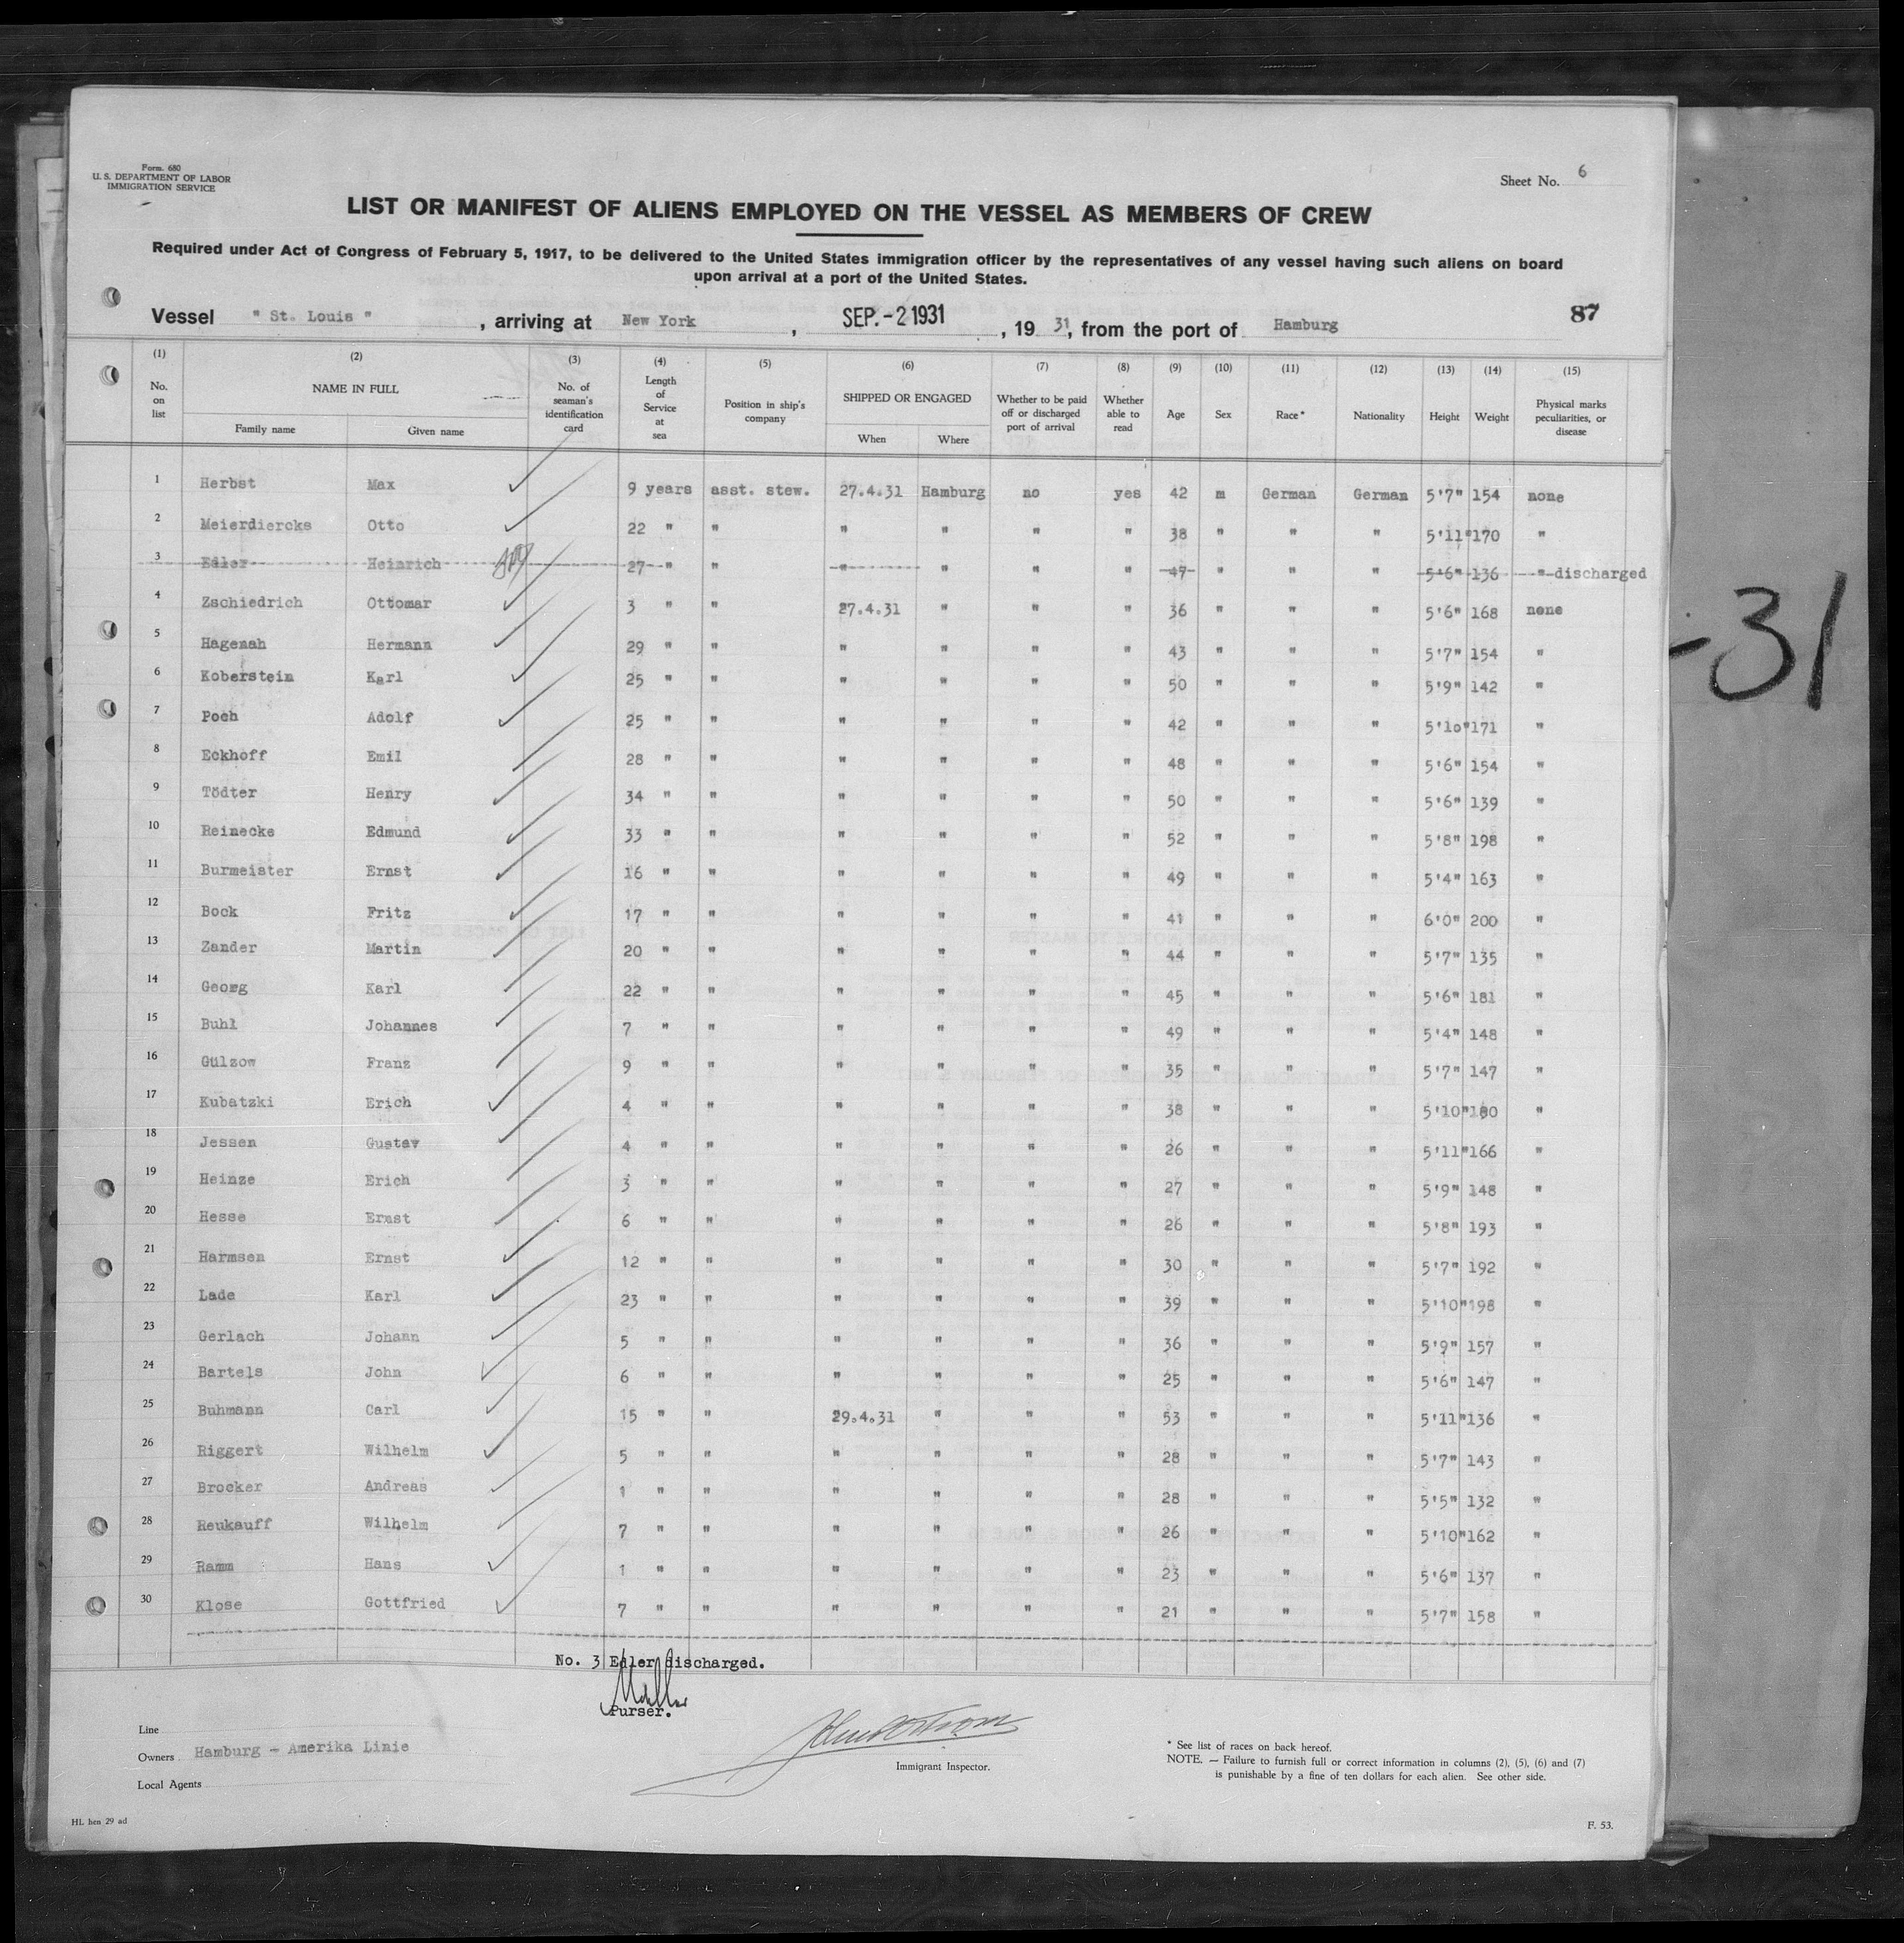 Form. 680
U. S. DEPARTMENT OF LABOR
IMMIGRATION SERVICE
Sheet No. 6
LIST OR MANIFEST OF ALIENS EMPLOYED ON THE VESSEL AS MEMBERS OF CREW
Required under Act of Congress of February 5, 1917, to be delivered to the United States immigration officer by the representatives of any vessel having such aliens on board
upon arrival at a port of the United States.
87
Vessel " St. Louis " , arriving at New York , SEP. -2 1931 , 19 31, from the port of Hamburg
(1) (2) (3) (4) (5) (6) (7) (8) (9) (10) (11) (12) (13) (14) (15)
No. on list NAME IN FULL Family name Given name No. of seaman's identification card Length of Service at sea Position in ship's company SHIPPED OR ENGAGED When Where Whether to be paid off or discharged port of arrival Whether able to read Age Sex Race * Nationality Height Weight Physical marks peculiarities, or disease
1 Herbst Max 9 years asst. stew. 27.4.31 Hamburg no yes 42 m German German 5'7" 154 none
2 Meierdiercks Otto 22 " " " " " " 38 " " " 5'11" 170 "
3 Edler Heinrich 27 " " " " " " 47 " " " 5'6" 136 " discharged
4 Zschiedrich Ottomar 3 " " 27.4.31 " " " 36 " " " 5'6" 168 none
5 Hagenah Hermann 29 " " " " " " 43 " " " 5'7" 154 "
6 Koberstein Karl 25 " " " " " " 50 " " " 5'9" 142 "
7 Poch Adolf 25 " " " " " " 42 " " " 5'10" 171 "
8 Eckhoff Emil 28 " " " " " " 48 " " " 5'6" 154 "
9 Tödter Henry 34 " " " " " " 50 " " " 5'6" 139 "
10 Reinecke Edmund 33 " " " " " " 52 " " " 5'8" 198 "
11 Burmeister Ernst 16 " " " " " " 49 " " " 5'4" 163 "
12 Bock Fritz 17 " " " " " " 41 " " " 6'0" 200 "
13 Zander Martin 20 " " " " " " 44 " " " 5'7" 135 "
14 Georg Karl 22 " " " " " " 45 " " " 5'6" 181 "
15 Buhl Johannes 7 " " " " " " 49 " " " 5'4" 148 "
16 Gülzow Franz 9 " " " " " " 35 " " " 5'7" 147 "
17 Kubatzki Erich 4 " " " " " " 38 " " " 5'10" 180 "
18 Jessen Gustav 4 " " " " " " 26 " " " 5'11" 166 "
19 Heinze Erich 3 " " " " " " 27 " " " 5'9" 148 "
20 Hesse Ernst 6 " " " " " " 26 " " " 5'8" 193 "
21 Harmsen Ernst 12 " " " " " " 30 " " " 5'7" 192 "
22 Lade Karl 23 " " " " " " 39 " " " 5'10" 198 "
23 Gerlach Johann 5 " " " " " " 36 " " " 5'9" 157 "
24 Bartels John 6 " " " " " " 25 " " " 5'6" 147 "
25 Buhmann Carl 15 " " 29.4.31 " " " 53 " " " 5'11" 136 "
26 Riggert Wilhelm 5 " " " " " " 28 " " " 5'7" 143 "
27 Brocker Andreas 1 " " " " " " 28 " " " 5'5" 132 "
28 Reukauff Wilhelm 7 " " " " " " 26 " " " 5'10" 162 "
29 Ramm Hans 1 " " " " " " 23 " " " 5'6" 137 "
30 Klose Gottfried 7 " " " " " " 21 " " " 5'7" 158 "
No. 3 Edler discharged.
Purser.
Line
Owners Hamburg - Amerika Linie
Local Agents
Immigrant Inspector.
* See list of races on back hereof.
NOTE. — Failure to furnish full or correct information in columns (2), (5), (6) and (7)
is punishable by a fine of ten dollars for each alien. See other side.
HL hen 29 ad
F. 53.
-31